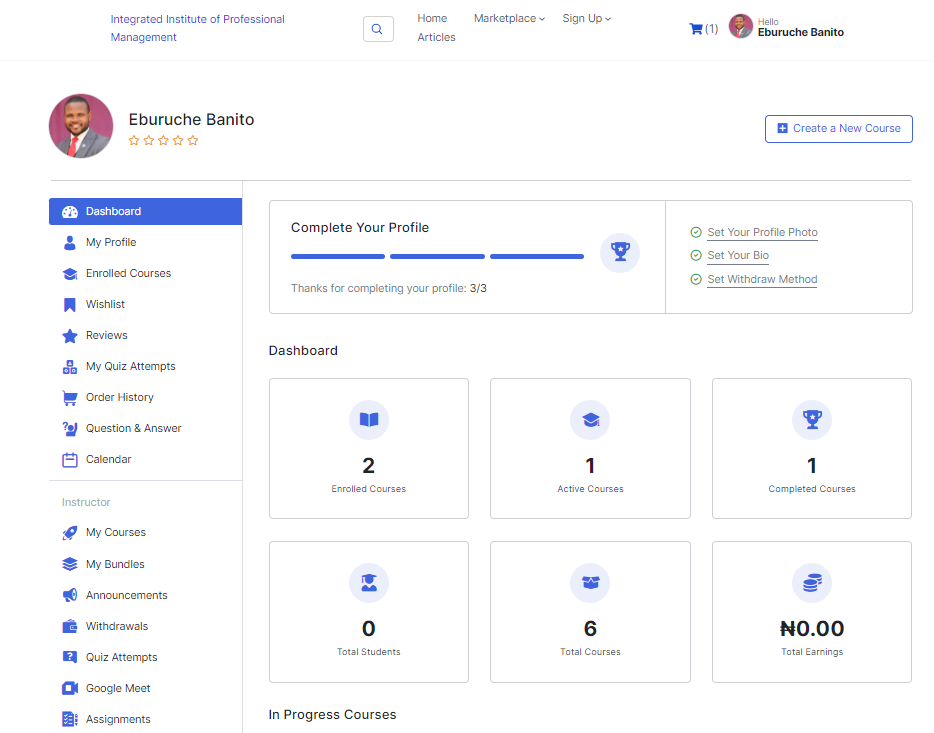 Integrated Institute of Professional
Management
Home
Marketplace
Sign Up
Articles
(1)
Hello
Eburuche Banito
Eburuche Banito
Create a New Course
Dashboard
My Profile
Enrolled Courses
Wishlist
Reviews
My Quiz Attempts
Order History
Question & Answer
Calendar
Instructor
My Courses
My Bundles
Announcements
Withdrawals
Quiz Attempts
Google Meet
Assignments
Complete Your Profile
Thanks for completing your profile: 3/3
Set Your Profile Photo
Set Your Bio
Set Withdraw Method
Dashboard
2
Enrolled Courses
1
Active Courses
1
Completed Courses
0
Total Students
6
Total Courses
₦0.00
Total Earnings
In Progress Courses